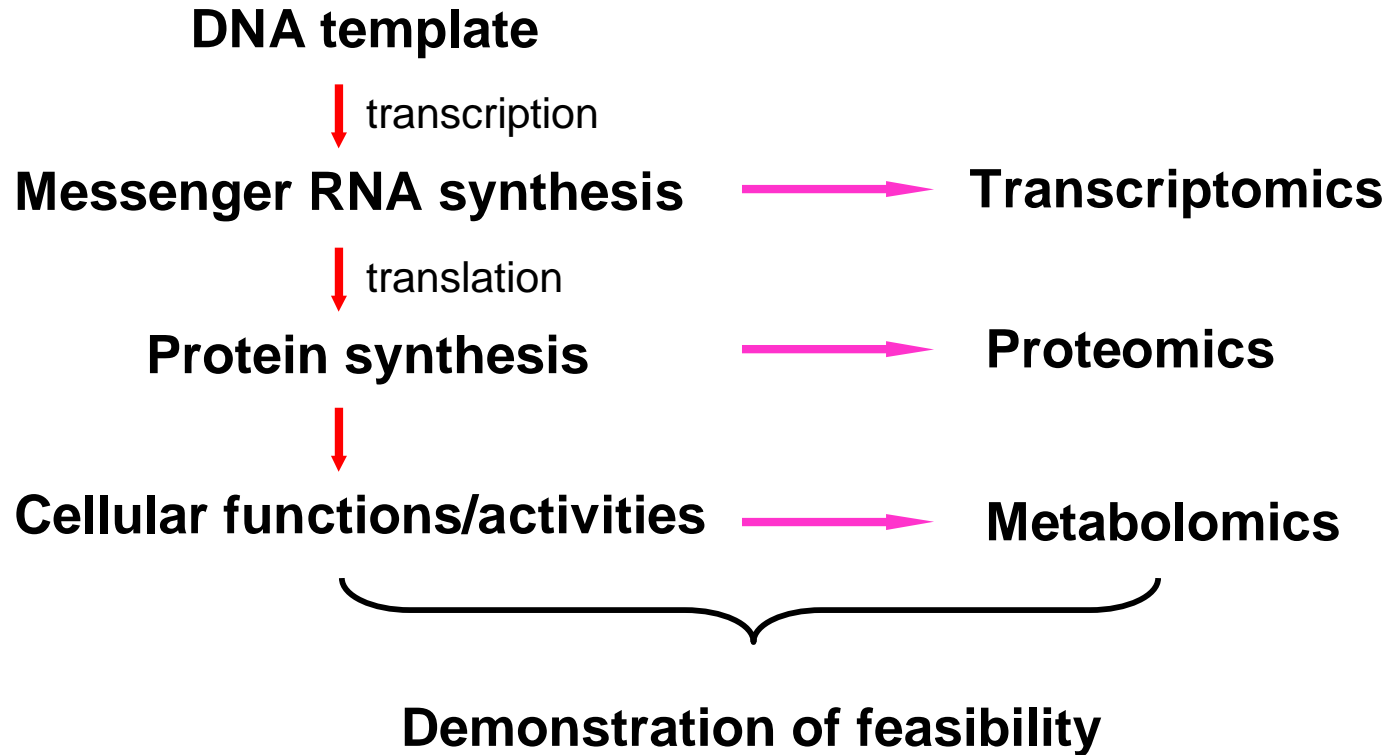 DNA template
transcription
Messenger RNA synthesis
Transcriptomics
translation
Protein synthesis
Proteomics
Cellular functions/activities
Metabolomics
Demonstration of feasibility